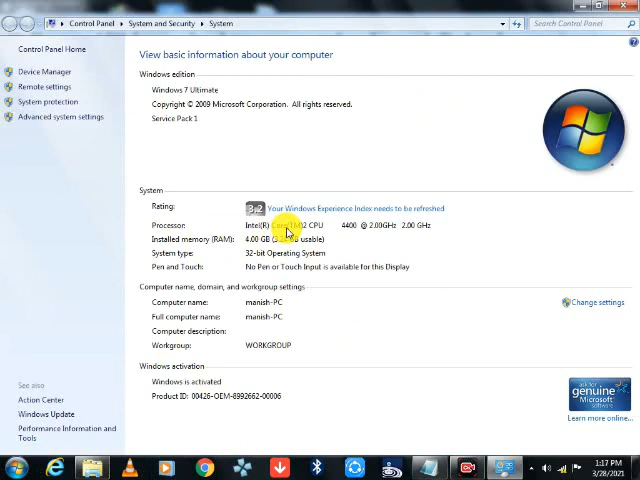 Control Panel ▸ System and Security ▸ System
Search Control Panel
Control Panel Home
Device Manager
Remote settings
System protection
Advanced system settings
View basic information about your computer
Windows edition
Windows 7 Ultimate
Copyright © 2009 Microsoft Corporation. All rights reserved.
Service Pack 1
System
Rating: 3,2 Your Windows Experience Index needs to be refreshed
Processor: Intel(R) Core(TM)2 CPU 4400 @ 2.00GHz 2.00 GHz
Installed memory (RAM): 4.00 GB GB usable)
System type: 32-bit Operating System
Pen and Touch: No Pen or Touch Input is available for this Display
Computer name, domain, and workgroup settings
Computer name: manish-PC
Change settings
Full computer name: manish-PC
Computer description:
Workgroup: WORKGROUP
Windows activation
Windows is activated
Product ID: 00426-OEM-8992662-00006
ask for
genuine
Microsoft
software
Learn more online...
See also
Action Center
Windows Update
Performance Information and
Tools
1:17 PM
3/28/2021